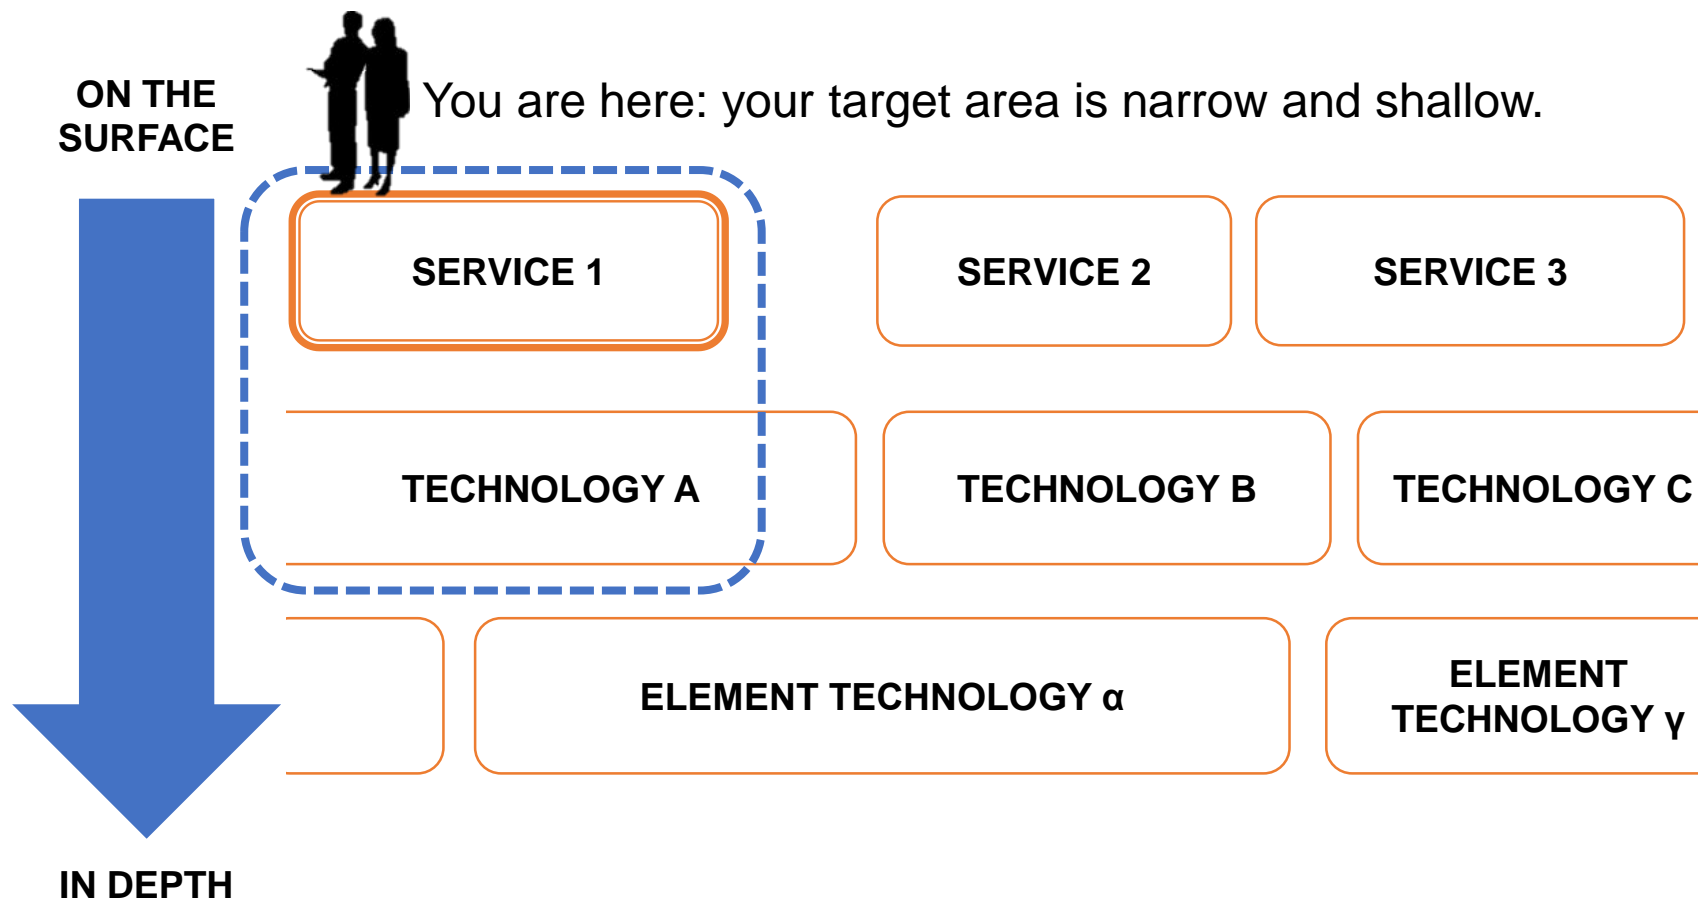 ON THE
SURFACE
You are here: your target area is narrow and shallow.
SERVICE 1
SERVICE 2
SERVICE 3
TECHNOLOGY A
TECHNOLOGY B
TECHNOLOGY C
ELEMENT TECHNOLOGY α
ELEMENT
TECHNOLOGY γ
IN DEPTH